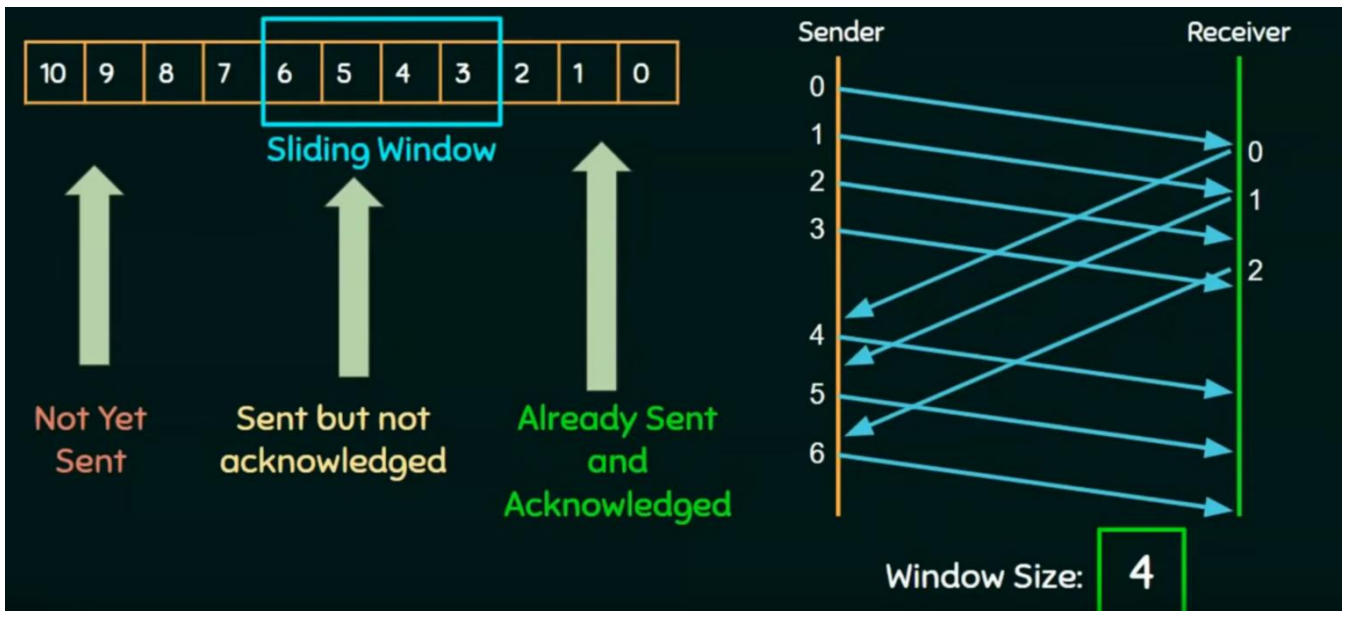 10 9 8 7 6 5 4 3 2 1 0
Sliding Window
Not Yet
Sent
Sent but not
acknowledged
Already Sent
and
Acknowledged
Sender
Receiver
0
1
2
3
4
5
6
0
1
2
Window Size: 4